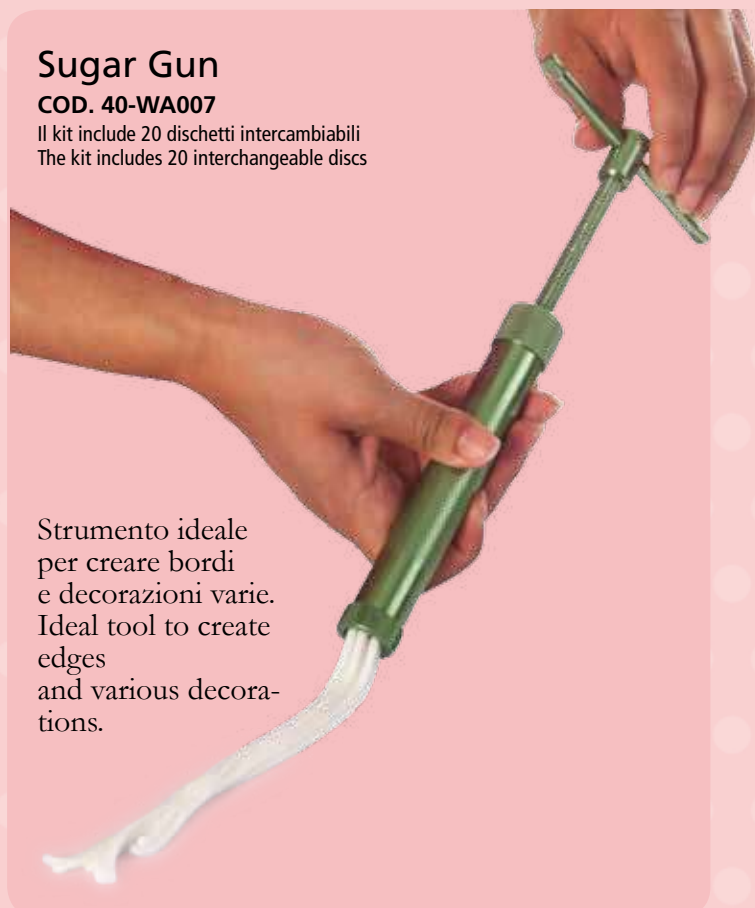 Sugar Gun
COD. 40-WA007
Il kit include 20 dischetti intercambiabili
The kit includes 20 interchangeable discs
Strumento ideale
per creare bordi
e decorazioni varie.
Ideal tool to create
edges
and various decora-
tions.